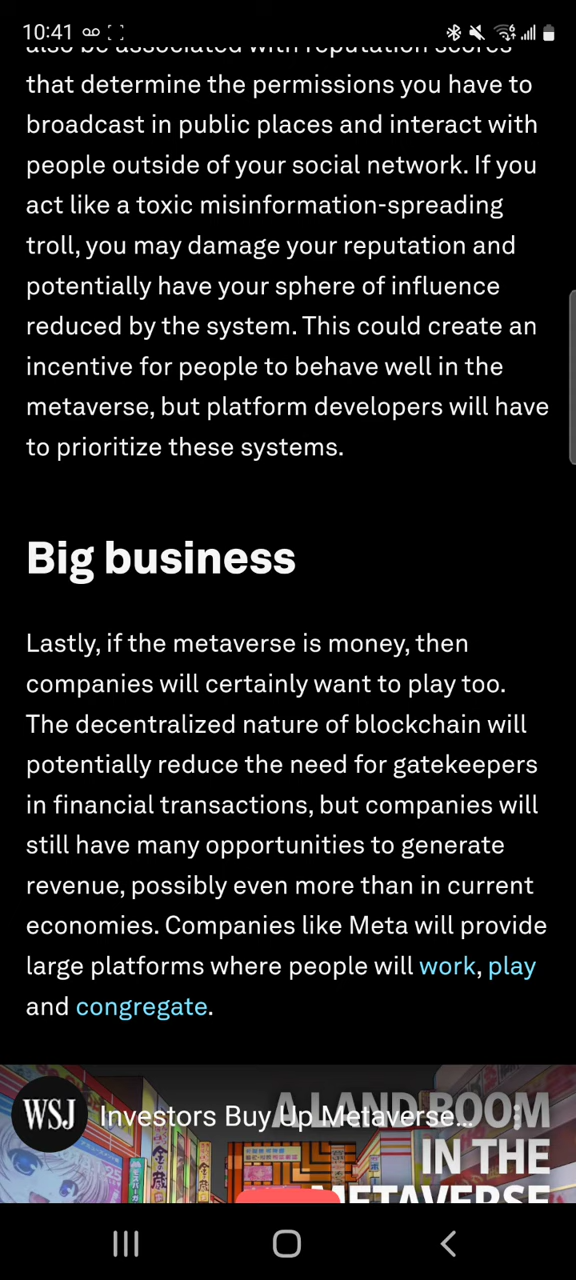 10:41
also be associated with reputation scores
that determine the permissions you have to
broadcast in public places and interact with
people outside of your social network. If you
act like a toxic misinformation-spreading
troll, you may damage your reputation and
potentially have your sphere of influence
reduced by the system. This could create an
incentive for people to behave well in the
metaverse, but platform developers will have
to prioritize these systems.
Big business
Lastly, if the metaverse is money, then
companies will certainly want to play too.
The decentralized nature of blockchain will
potentially reduce the need for gatekeepers
in financial transactions, but companies will
still have many opportunities to generate
revenue, possibly even more than in current
economies. Companies like Meta will provide
large platforms where people will work, play
and congregate.
WSJ Investors Buy Up Metaverse...
A LAND BOOM
IN THE
METAVERSE